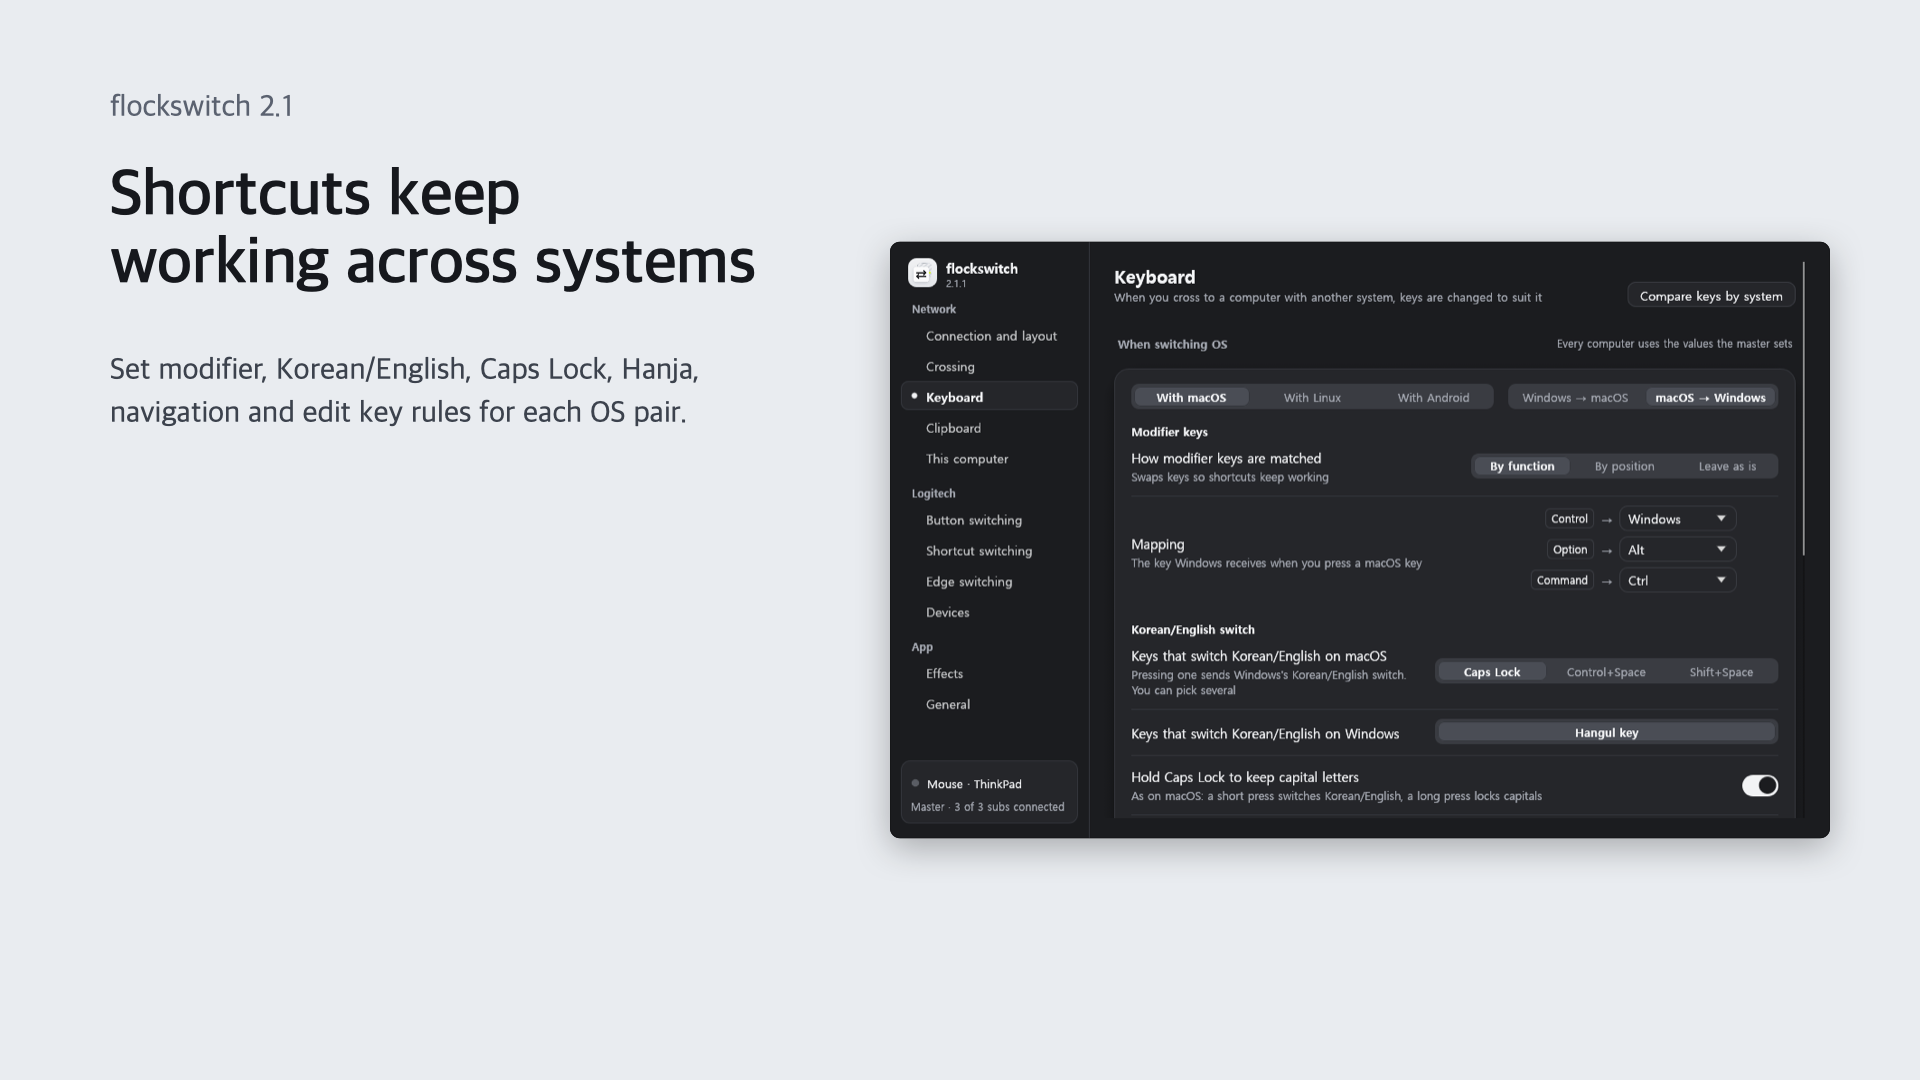 flockswitch 2.1
Shortcuts keep
working across systems
Set modifier, Korean/English, Caps Lock, Hanja,
navigation and edit key rules for each OS pair.
flockswitch
2.1.1
Network
Connection and layout
Crossing
Keyboard
Clipboard
This computer
Logitech
Button switching
Shortcut switching
Edge switching
Devices
App
Effects
General
Mouse · ThinkPad
Master · 3 of 3 subs connected
Keyboard
When you cross to a computer with another system, keys are changed to suit it
Compare keys by system
When switching OS
Every computer uses the values the master sets
With macOS
With Linux
With Android
Windows → macOS
macOS → Windows
Modifier keys
How modifier keys are matched
Swaps keys so shortcuts keep working
By function
By position
Leave as is
Mapping
The key Windows receives when you press a macOS key
Control → Windows
Option → Alt
Command → Ctrl
Korean/English switch
Keys that switch Korean/English on macOS
Pressing one sends Windows's Korean/English switch.
You can pick several
Caps Lock
Control+Space
Shift+Space
Keys that switch Korean/English on Windows
Hangul key
Hold Caps Lock to keep capital letters
As on macOS: a short press switches Korean/English, a long press locks capitals